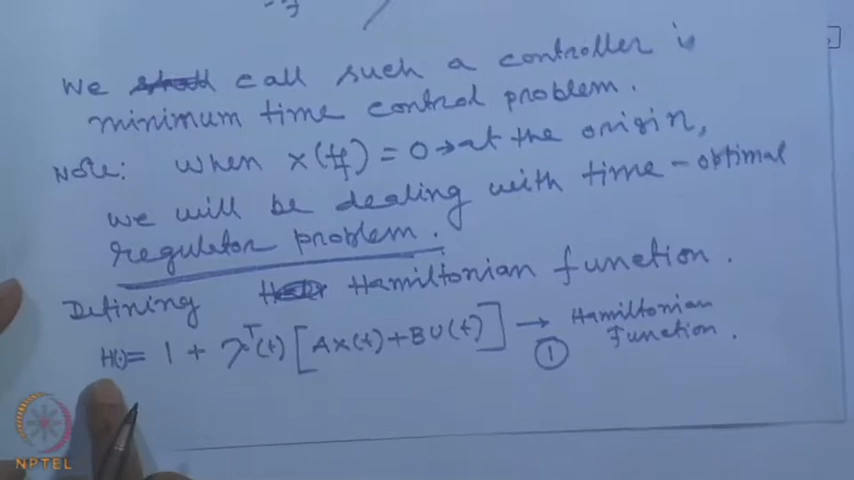 We call such a controller is
minimum time control problem.
Note: when x(tf) = 0 → at the origin,
we will be dealing with time-optimal
regulator problem.
Defining Hamiltonian function.
H(·) = 1 + λᵀ(t) [Ax(t) + Bu(t)] → Hamiltonian
① Function.
NPTEL